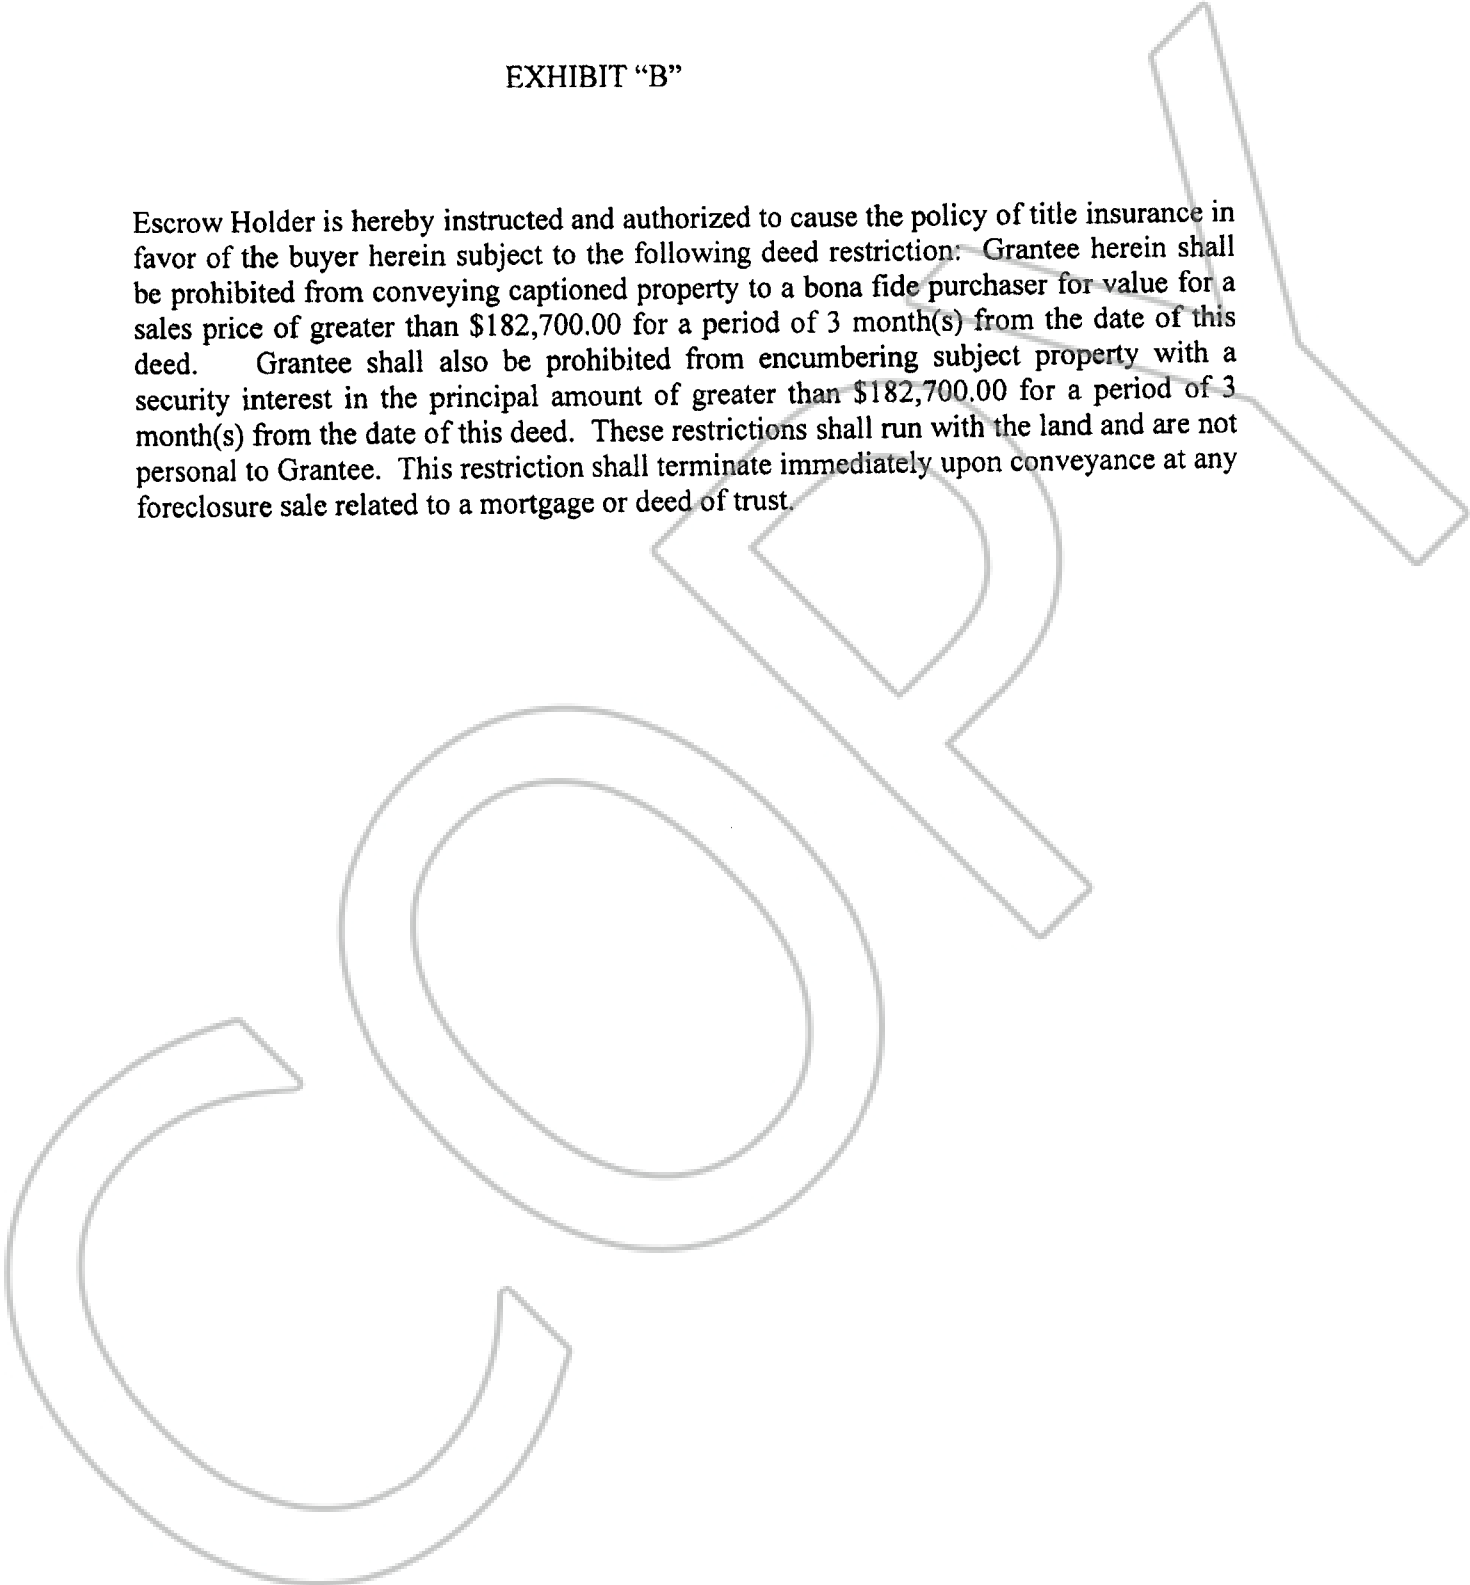 EXHIBIT “B”
Escrow Holder is hereby instructed and authorized to cause the policy of title insurance in
favor of the buyer herein subject to the following deed restriction: Grantee herein shall
be prohibited from conveying captioned property to a bona fide purchaser for value for a
sales price of greater than $182,700.00 for a period of 3 month(s) from the date of this
deed. Grantee shall also be prohibited from encumbering subject property with a
security interest in the principal amount of greater than $182,700.00 for a period of 3
month(s) from the date of this deed. These restrictions shall run with the land and are not
personal to Grantee. This restriction shall terminate immediately upon conveyance at any
foreclosure sale related to a mortgage or deed of trust.
COPY